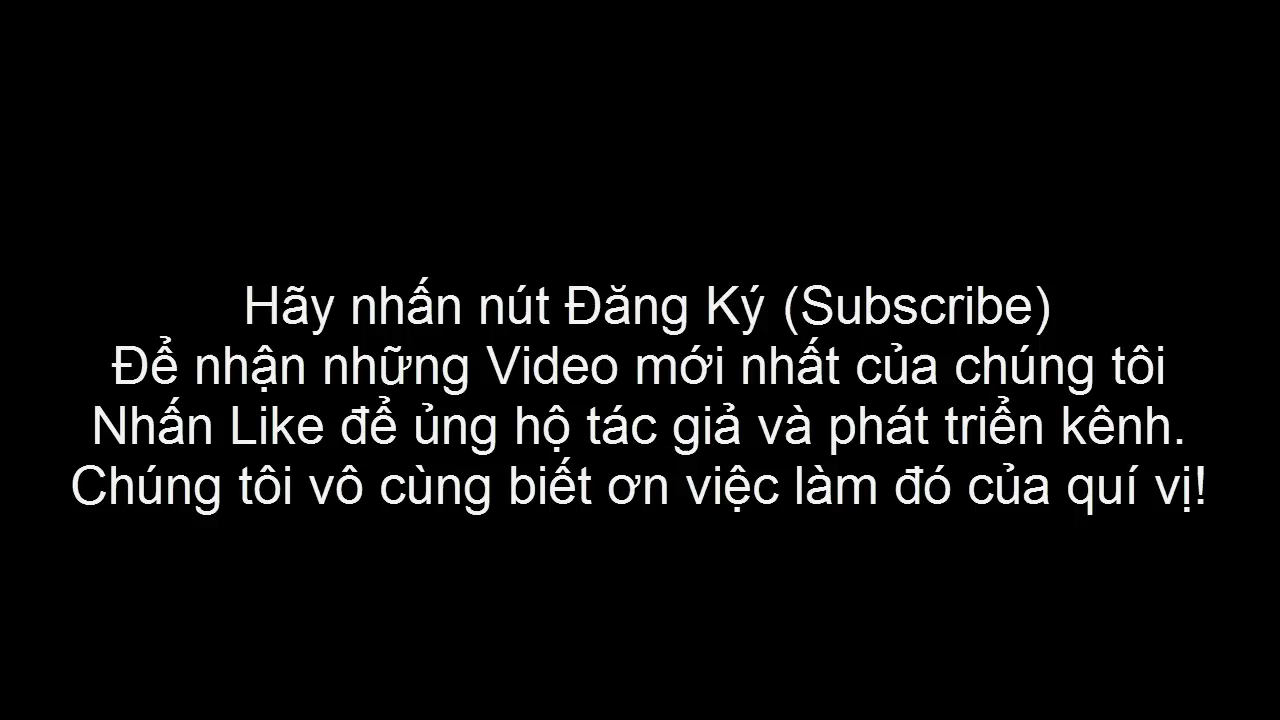 Hãy nhấn nút Đăng Ký (Subscribe)
Để nhận những Video mới nhất của chúng tôi
Nhấn Like để ủng hộ tác giả và phát triển kênh.
Chúng tôi vô cùng biết ơn việc làm đó của quí vị!